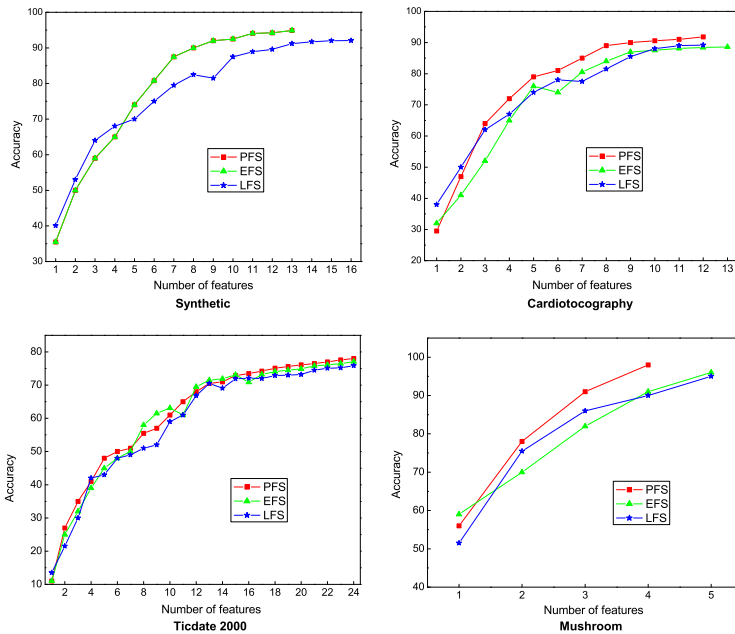 100
90
80
70
60
50
40
30
Accuracy
PFS
EFS
LFS
1 2 3 4 5 6 7 8 9 10 11 12 13 14 15 16
Number of features
Synthetic
100
90
80
70
60
50
40
30
20
Accuracy
PFS
EFS
LFS
1 2 3 4 5 6 7 8 9 10 11 12 13
Number of features
Cardiotocography
80
70
60
50
40
30
20
10
Accuracy
PFS
EFS
LFS
2 4 6 8 10 12 14 16 18 20 22 24
Number of features
Ticdate 2000
100
90
80
70
60
50
40
Accuracy
PFS
EFS
LFS
1 2 3 4 5
Number of features
Mushroom